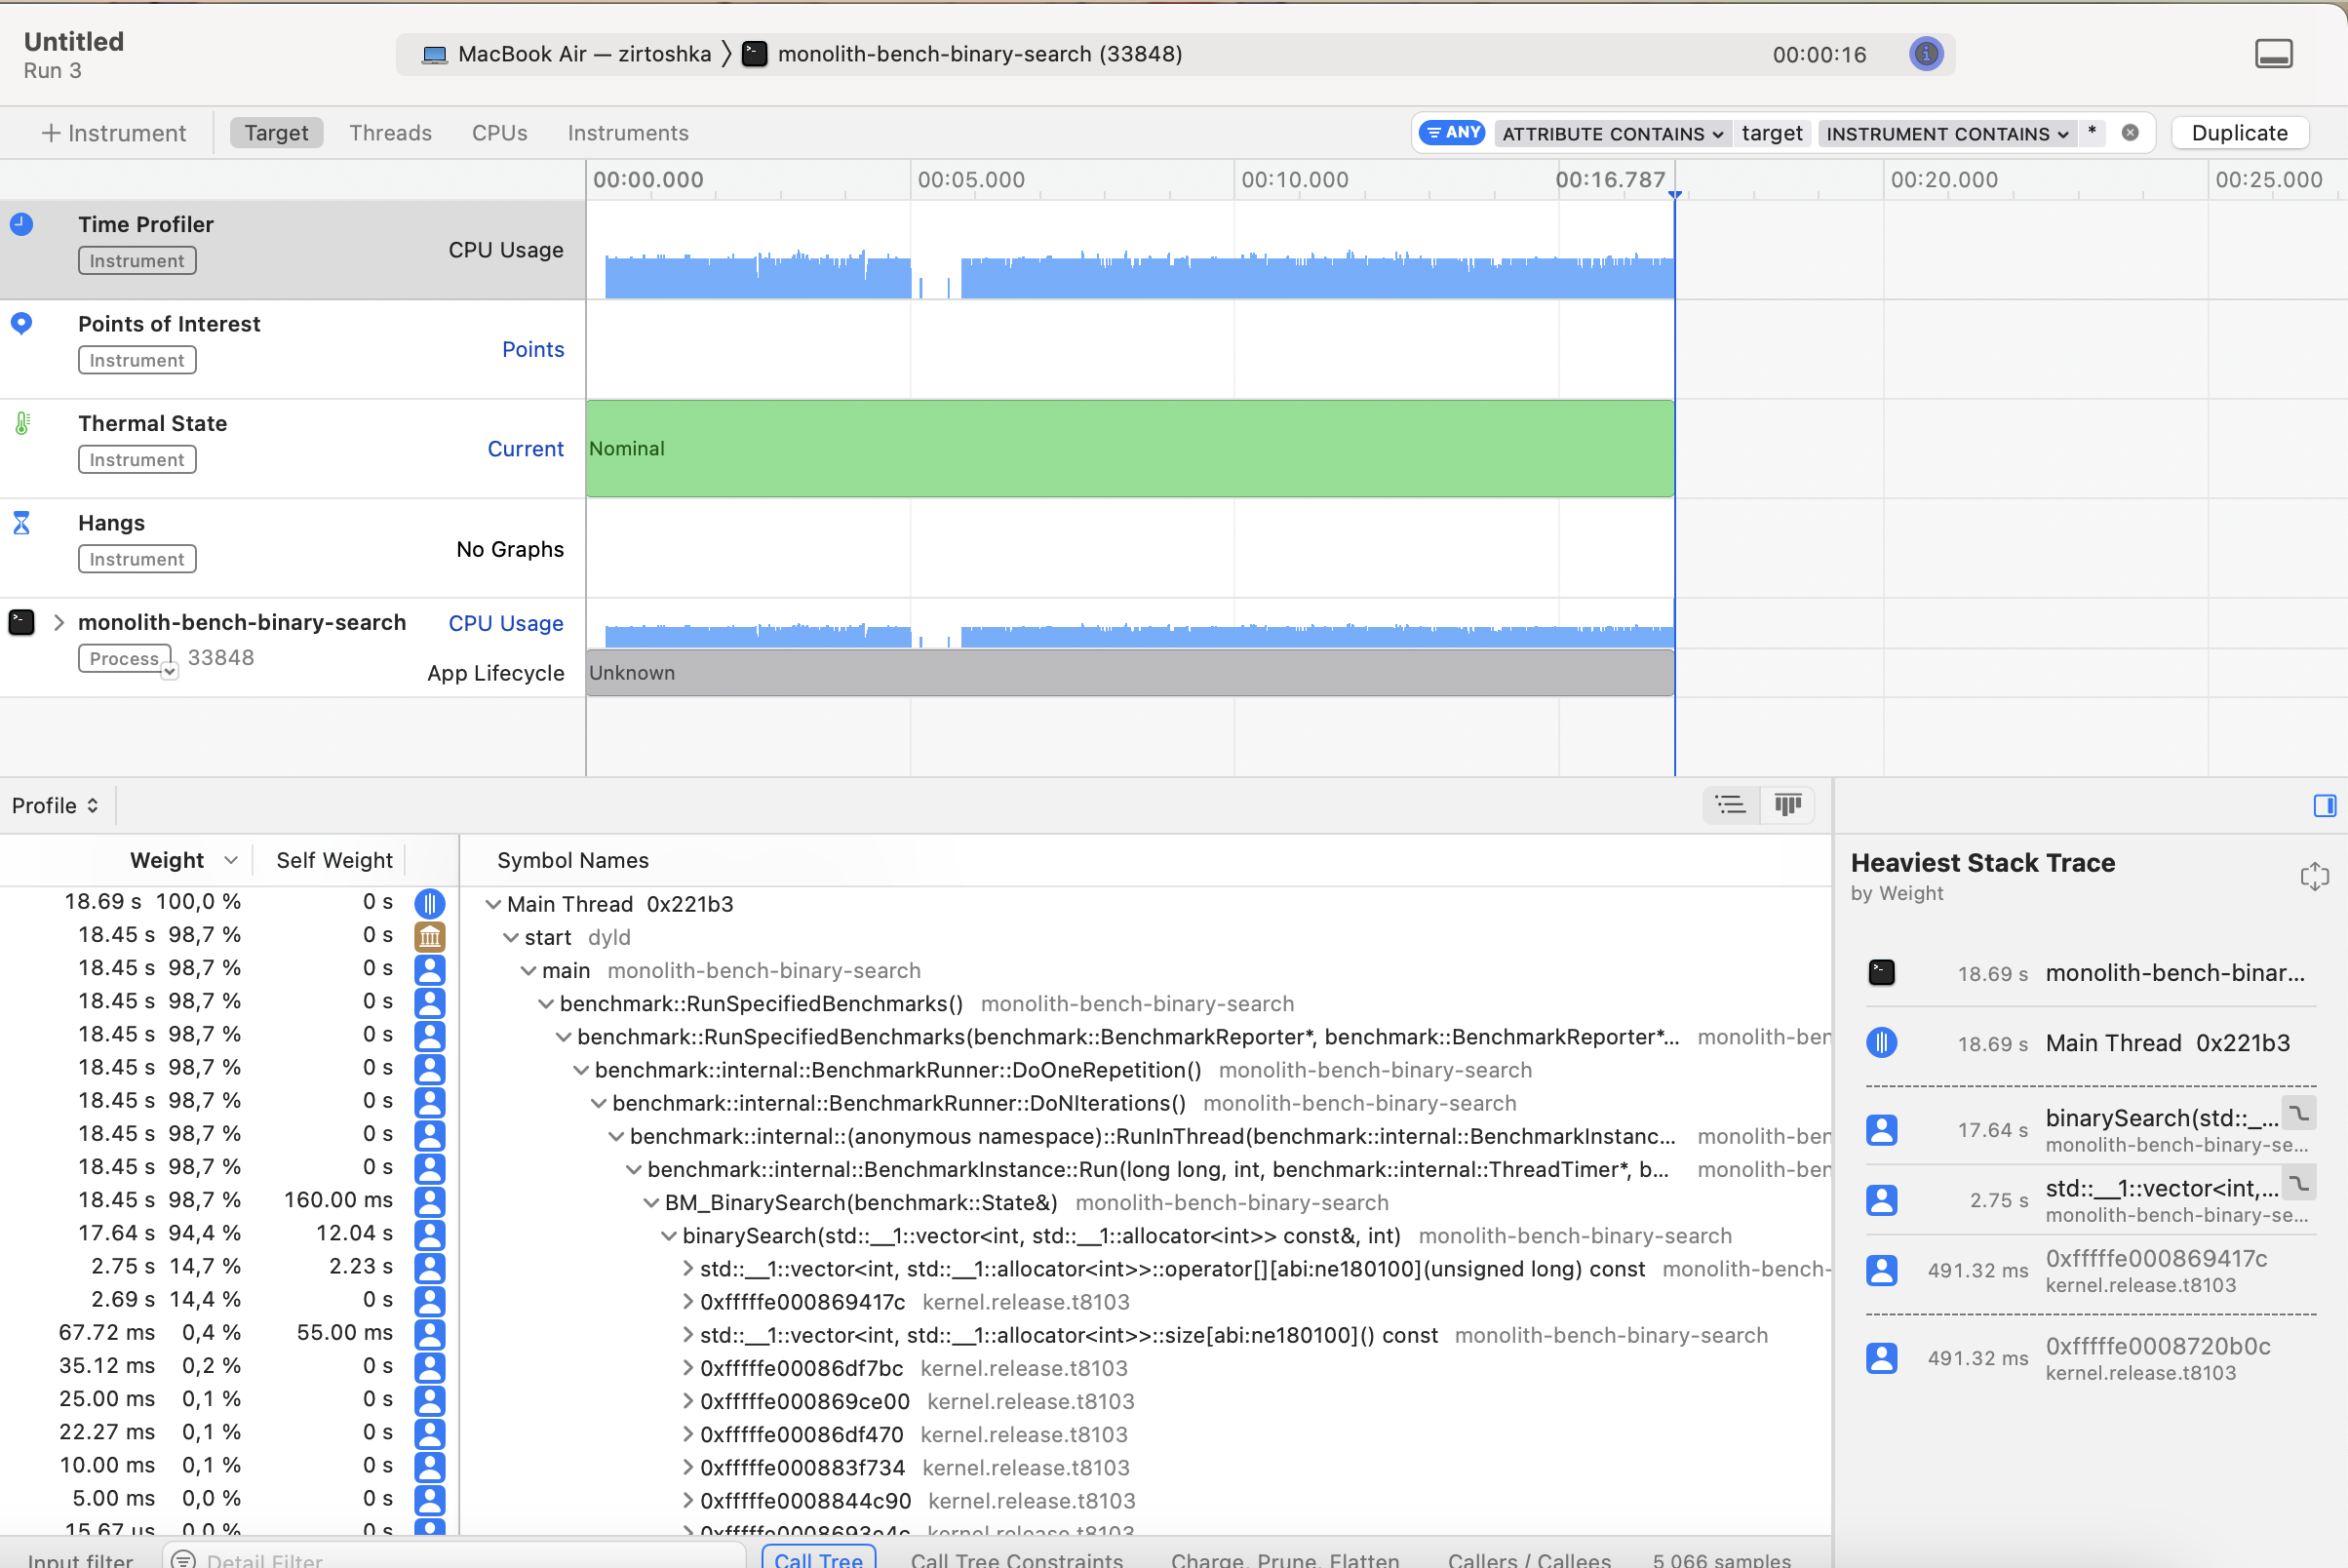 Untitled
Run 3
MacBook Air — zirtoshka
monolith-bench-binary-search (33848)
00:00:16
+ Instrument
Target
Threads
CPUs
Instruments
ANY
ATTRIBUTE CONTAINS
target
INSTRUMENT CONTAINS
*
Duplicate
00:00.000
00:05.000
00:10.000
00:16.787
00:20.000
00:25.000
Time Profiler
Instrument
CPU Usage
Points of Interest
Instrument
Points
Thermal State
Instrument
Current
Nominal
Hangs
Instrument
No Graphs
monolith-bench-binary-search
CPU Usage
Process 33848
App Lifecycle
Unknown
Profile
Weight Self Weight Symbol Names
18.69 s 100,0 % 0 s Main Thread 0x221b3
18.45 s 98,7 % 0 s start dyld
18.45 s 98,7 % 0 s main monolith-bench-binary-search
18.45 s 98,7 % 0 s benchmark::RunSpecifiedBenchmarks() monolith-bench-binary-search
18.45 s 98,7 % 0 s benchmark::RunSpecifiedBenchmarks(benchmark::BenchmarkReporter*, benchmark::BenchmarkReporter*... monolith-ben
18.45 s 98,7 % 0 s benchmark::internal::BenchmarkRunner::DoOneRepetition() monolith-bench-binary-search
18.45 s 98,7 % 0 s benchmark::internal::BenchmarkRunner::DoNIterations() monolith-bench-binary-search
18.45 s 98,7 % 0 s benchmark::internal::(anonymous namespace)::RunInThread(benchmark::internal::BenchmarkInstanc... monolith-ben
18.45 s 98,7 % 0 s benchmark::internal::BenchmarkInstance::Run(long long, int, benchmark::internal::ThreadTimer*, b... monolith-ben
18.45 s 98,7 % 160.00 ms BM_BinarySearch(benchmark::State&) monolith-bench-binary-search
17.64 s 94,4 % 12.04 s binarySearch(std::__1::vector<int, std::__1::allocator<int>> const&, int) monolith-bench-binary-search
2.75 s 14,7 % 2.23 s std::__1::vector<int, std::__1::allocator<int>>::operator[][abi:ne180100](unsigned long) const monolith-bench-
2.69 s 14,4 % 0 s 0xfffffe000869417c kernel.release.t8103
67.72 ms 0,4 % 55.00 ms std::__1::vector<int, std::__1::allocator<int>>::size[abi:ne180100]() const monolith-bench-binary-search
35.12 ms 0,2 % 0 s 0xfffffe00086df7bc kernel.release.t8103
25.00 ms 0,1 % 0 s 0xfffffe000869ce00 kernel.release.t8103
22.27 ms 0,1 % 0 s 0xfffffe00086df470 kernel.release.t8103
10.00 ms 0,1 % 0 s 0xfffffe000883f734 kernel.release.t8103
5.00 ms 0,0 % 0 s 0xfffffe0008844c90 kernel.release.t8103
15.67 us 0,0 % 0 s 0xfffffe0008693e4c kernel.release.t8103
Heaviest Stack Trace
by Weight
18.69 s monolith-bench-binar...
18.69 s Main Thread 0x221b3
17.64 s binarySearch(std::_...
monolith-bench-binary-se...
2.75 s std::__1::vector<int,...
monolith-bench-binary-se...
491.32 ms 0xfffffe000869417c
kernel.release.t8103
491.32 ms 0xfffffe0008720b0c
kernel.release.t8103
Input filter
Detail Filter
Call Tree
Call Tree Constraints
Charge, Prune, Flatten
Callers / Callees
5 066 samples